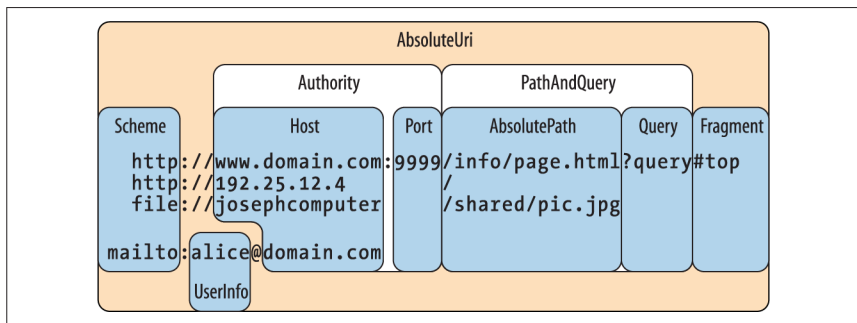 AbsoluteUri
Authority PathAndQuery
Scheme Host Port AbsolutePath Query Fragment
http://www.domain.com:9999/info/page.html?query#top
http://192.25.12.4 /
file://josephcomputer /shared/pic.jpg
mailto:alice@domain.com
UserInfo